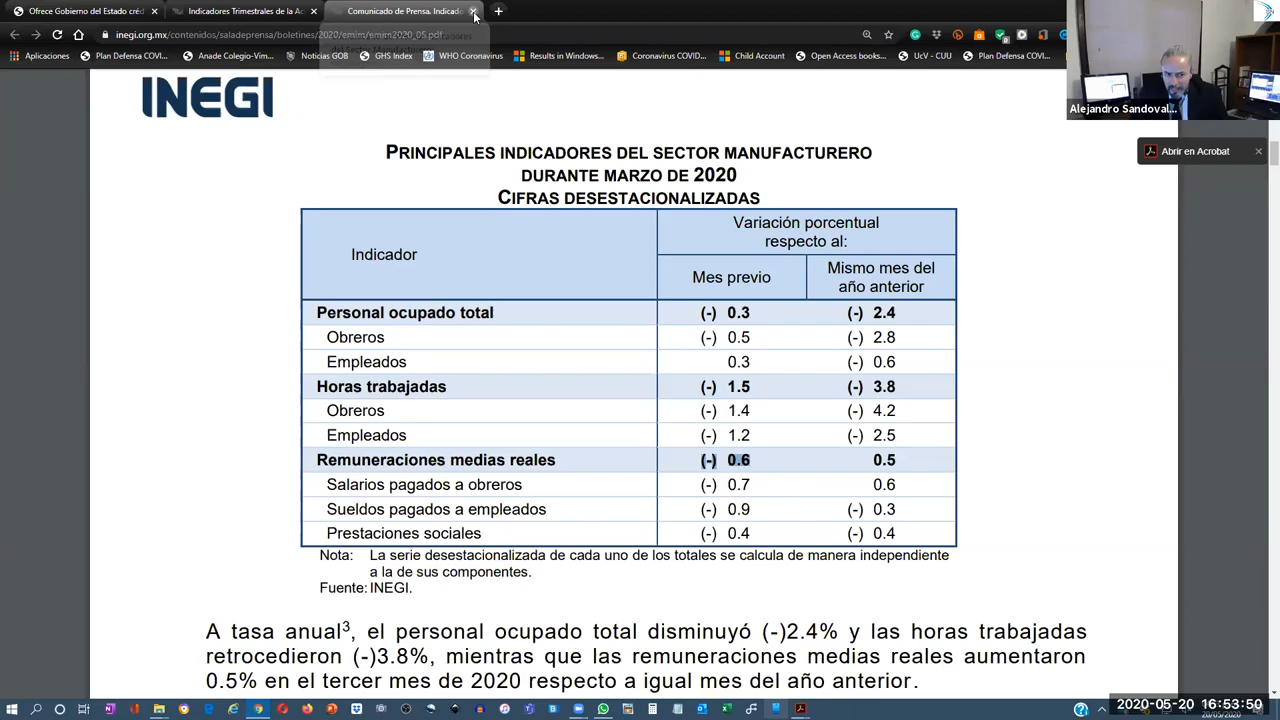 Ofrece Gobierno del Estado créd
Indicadores Trimestrales de la Ac
Comunicado de Prensa. Indicado
inegi.org.mx/contenidos/saladeprensa/boletines/2020/emim/emim2020_05.pdf
Aplicaciones
Plan Defensa COVI...
Anade Colegio-Vim...
Noticias GOB
GHS Index
WHO Coronavirus
Results in Windows...
Coronavirus COVID...
Child Account
Open Access book...
UcV - CUU
Plan Defensa COVI...
Alejandro Sandoval...
Abrir en Acrobat
INEGI
PRINCIPALES INDICADORES DEL SECTOR MANUFACTURERO
DURANTE MARZO DE 2020
CIFRAS DESESTACIONALIZADAS
Indicador
Variación porcentual
respecto al:
Mes previo
Mismo mes del
año anterior
Personal ocupado total (-) 0.3 (-) 2.4
Obreros (-) 0.5 (-) 2.8
Empleados 0.3 (-) 0.6
Horas trabajadas (-) 1.5 (-) 3.8
Obreros (-) 1.4 (-) 4.2
Empleados (-) 1.2 (-) 2.5
Remuneraciones medias reales (-) 0.6 0.5
Salarios pagados a obreros (-) 0.7 0.6
Sueldos pagados a empleados (-) 0.9 (-) 0.3
Prestaciones sociales (-) 0.4 (-) 0.4
Nota: La serie desestacionalizada de cada uno de los totales se calcula de manera independiente
a la de sus componentes.
Fuente: INEGI.
A tasa anual³, el personal ocupado total disminuyó (-)2.4% y las horas trabajadas
retrocedieron (-)3.8%, mientras que las remuneraciones medias reales aumentaron
0.5% en el tercer mes de 2020 respecto a igual mes del año anterior.
2020-05-20 16:53:50
20/05/2020